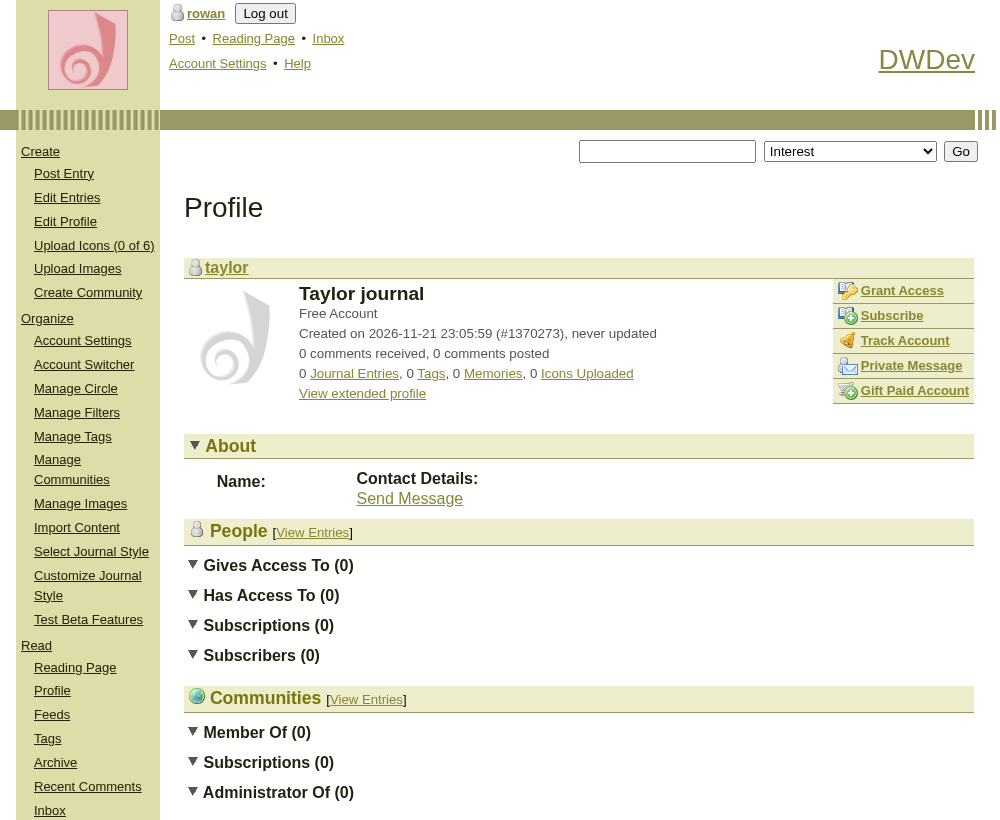 rowan Log out
Post • Reading Page • Inbox
Account Settings • Help
DWDev
Interest Go
Create
Post Entry
Edit Entries
Edit Profile
Upload Icons (0 of 6)
Upload Images
Create Community
Organize
Account Settings
Account Switcher
Manage Circle
Manage Filters
Manage Tags
Manage
Communities
Manage Images
Import Content
Select Journal Style
Customize Journal
Style
Test Beta Features
Read
Reading Page
Profile
Feeds
Tags
Archive
Recent Comments
Inbox
Profile
taylor
Taylor journal
Free Account
Created on 2026-11-21 23:05:59 (#1370273), never updated
0 comments received, 0 comments posted
0 Journal Entries, 0 Tags, 0 Memories, 0 Icons Uploaded
View extended profile
Grant Access
Subscribe
Track Account
Private Message
Gift Paid Account
About
Name:
Contact Details:
Send Message
People [View Entries]
Gives Access To (0)
Has Access To (0)
Subscriptions (0)
Subscribers (0)
Communities [View Entries]
Member Of (0)
Subscriptions (0)
Administrator Of (0)